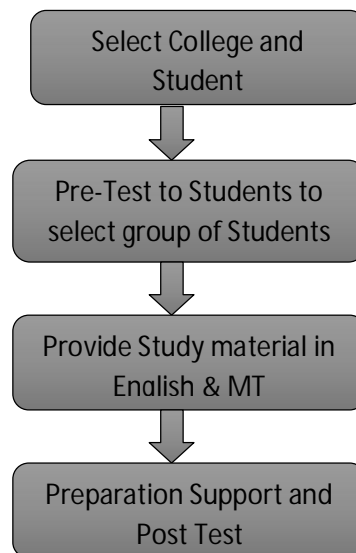 Select College and
Student
Pre-Test to Students to
select group of Students
Provide Study material in
English & MT
Preparation Support and
Post Test